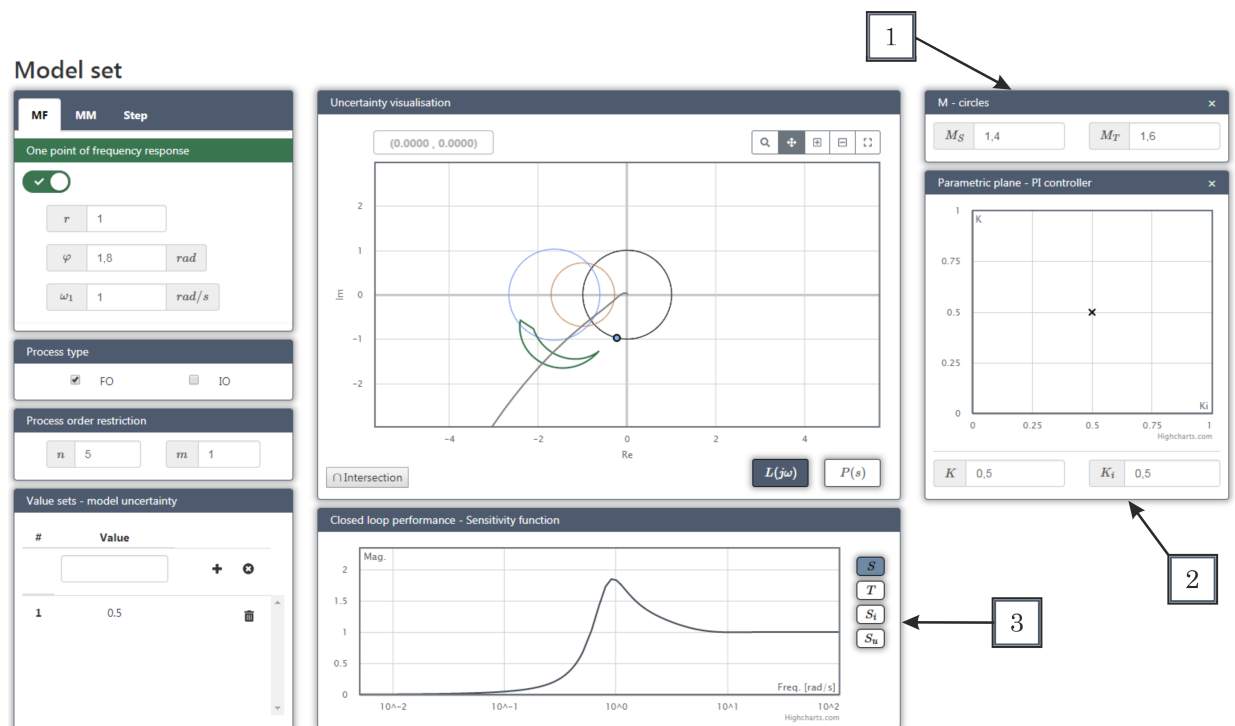 1
Model set
MF MM Step
One point of frequency response
r 1
φ 1,8 rad
ω₁ 1 rad/s
Process type
FO IO
Process order restriction
n 5 m 1
Value sets - model uncertainty
# Value
1 0.5
Uncertainty visualisation
(0.0000 , 0.0000)
2
1
0
-1
-2
Im
-4 -2 0 2 4
Re
∩ Intersection
L(jω) P(s)
Closed loop performance - Sensitivity function
Mag.
2
1.5
1
0.5
0
Freq. [rad/s]
10^-2 10^-1 10^0 10^1 10^2
Highcharts.com
S
T
Sᵢ
Sᵤ
M - circles ×
M_S 1,4 M_T 1,6
Parametric plane - PI controller ×
K
1
0.75
0.5
0.25
0
Ki
0 0.25 0.5 0.75 1
Highcharts.com
K 0,5 Kᵢ 0,5
2
3